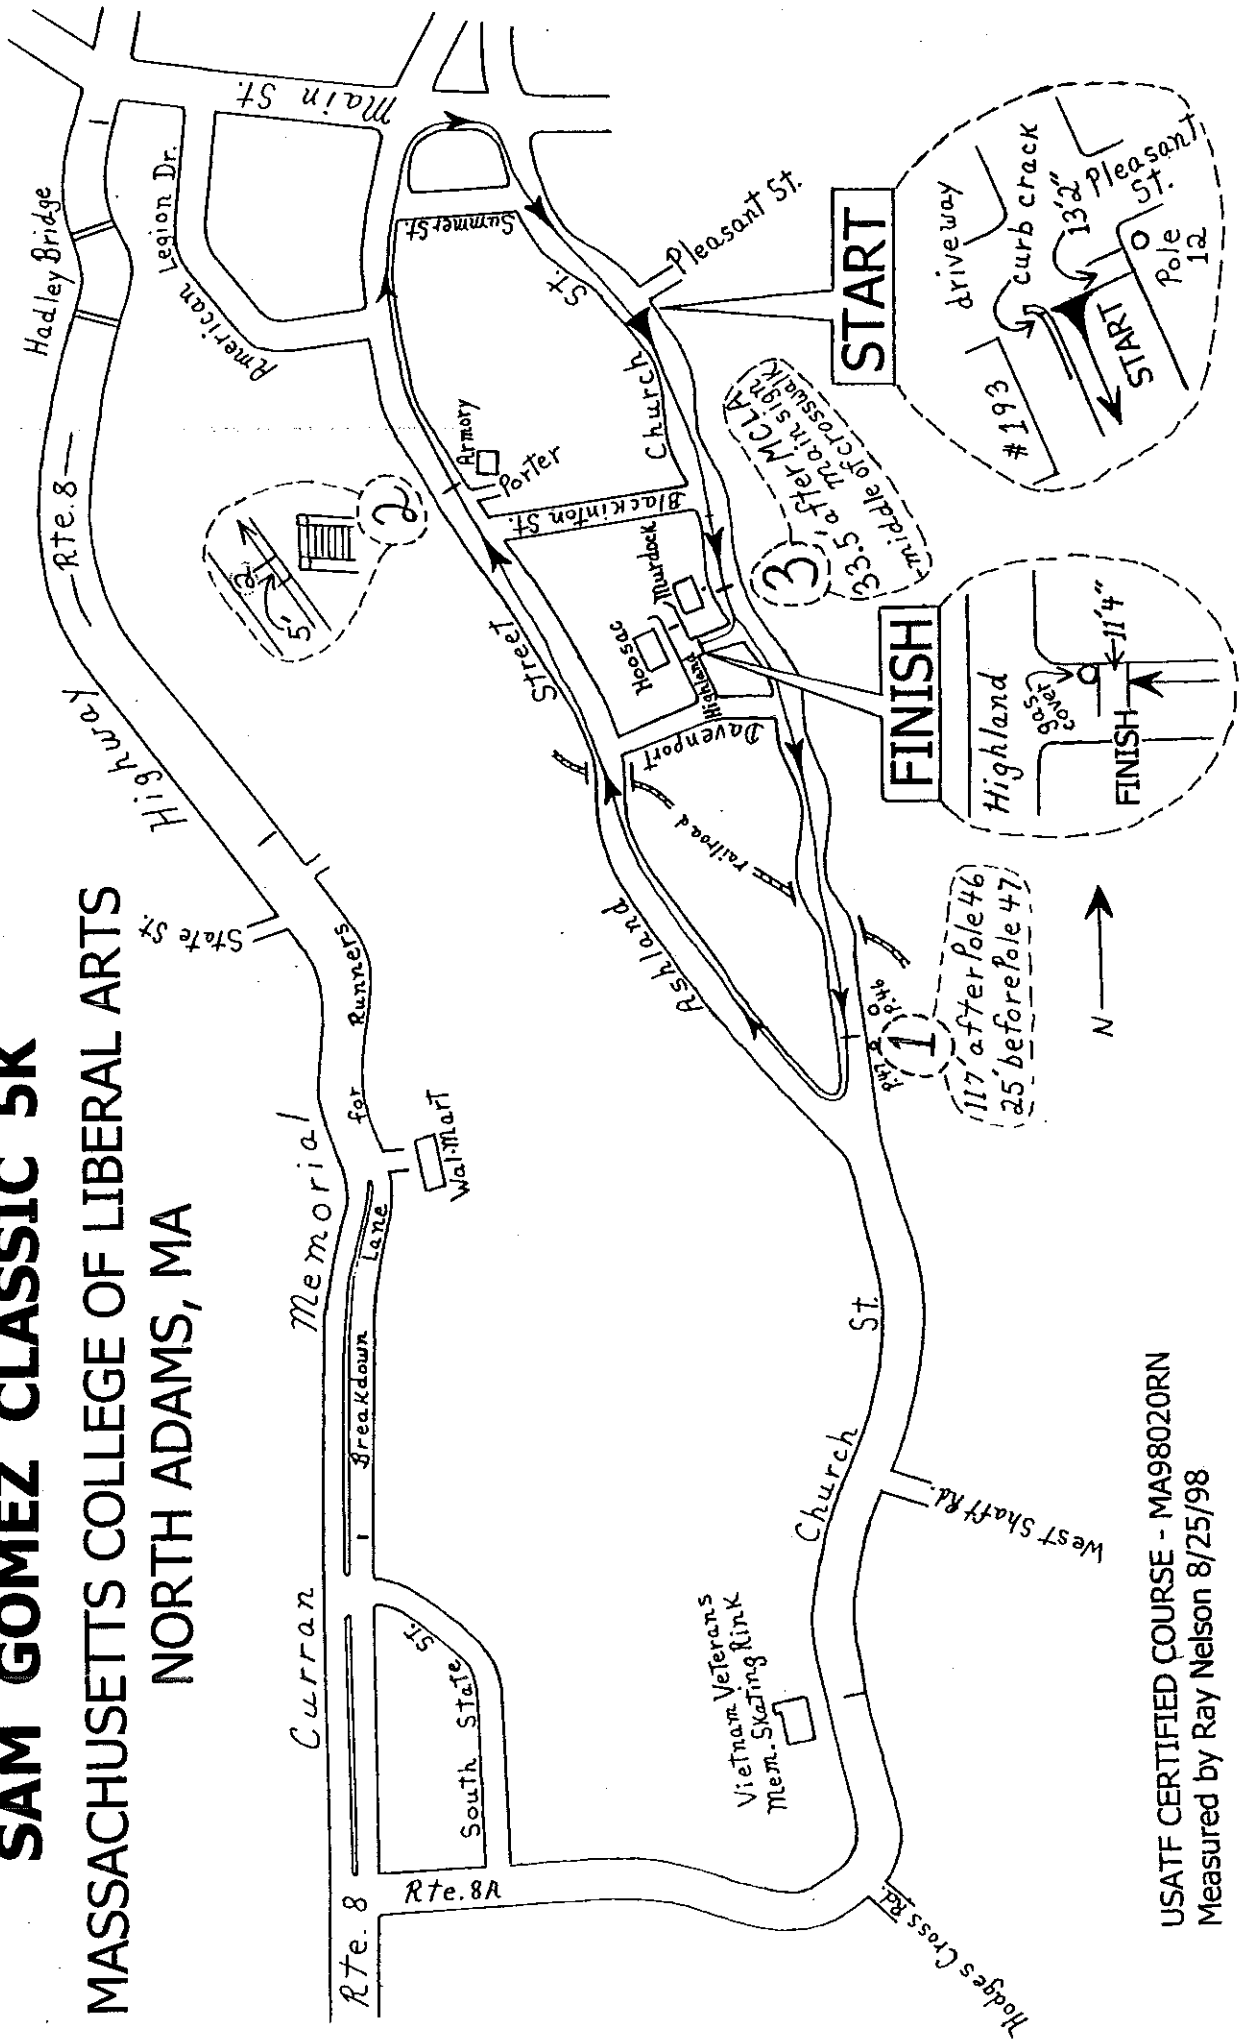 SAM GOMEZ CLASSIC 5K
MASSACHUSETTS COLLEGE OF LIBERAL ARTS
NORTH ADAMS, MA
Hadley Bridge
Rte. 8
Highway
Memorial
Curran
Rte. 8
State St.
American Legion Dr.
Main St.
Breakdown Lane for Runners
Wal-Mart
South State St.
Rte. 8A
2
5'
2
Armory
Porter
Summer St.
Blackinton St.
Ashland Street
Hoosac
Murdock
Highland
Davenport
railroad
Church St.
Pleasant St.
START
driveway
curb crack
13'2"
#193
START
Pleasant St.
Pole 12
3
33.5' after MCLA
main sign
middle of crosswalk
FINISH
Highland
gas cover
11'4"
FINISH
P.47
P.46
1
117' after Pole 46
25' before Pole 47
N
Church St.
West Shaft Rd.
Vietnam Veterans
Mem. Skating Rink
Hodges Cross Rd.
USATF CERTIFIED COURSE - MA98020RN
Measured by Ray Nelson 8/25/98